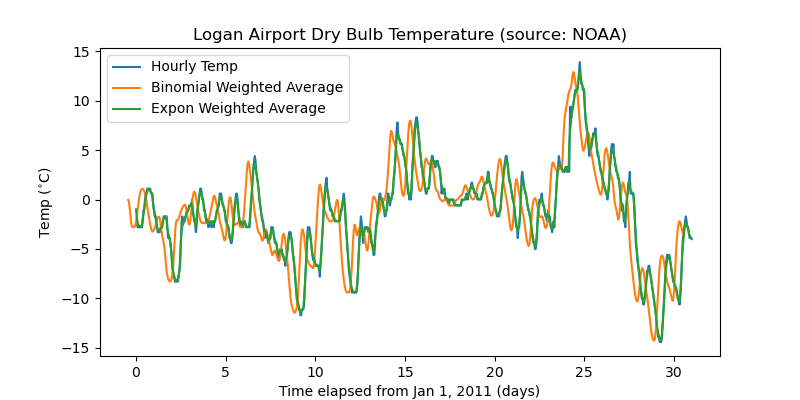 Logan Airport Dry Bulb Temperature (source: NOAA)
Hourly Temp
Binomial Weighted Average
Expon Weighted Average
Temp (°C)
15
10
5
0
−5
−10
−15
0 5 10 15 20 25 30
Time elapsed from Jan 1, 2011 (days)